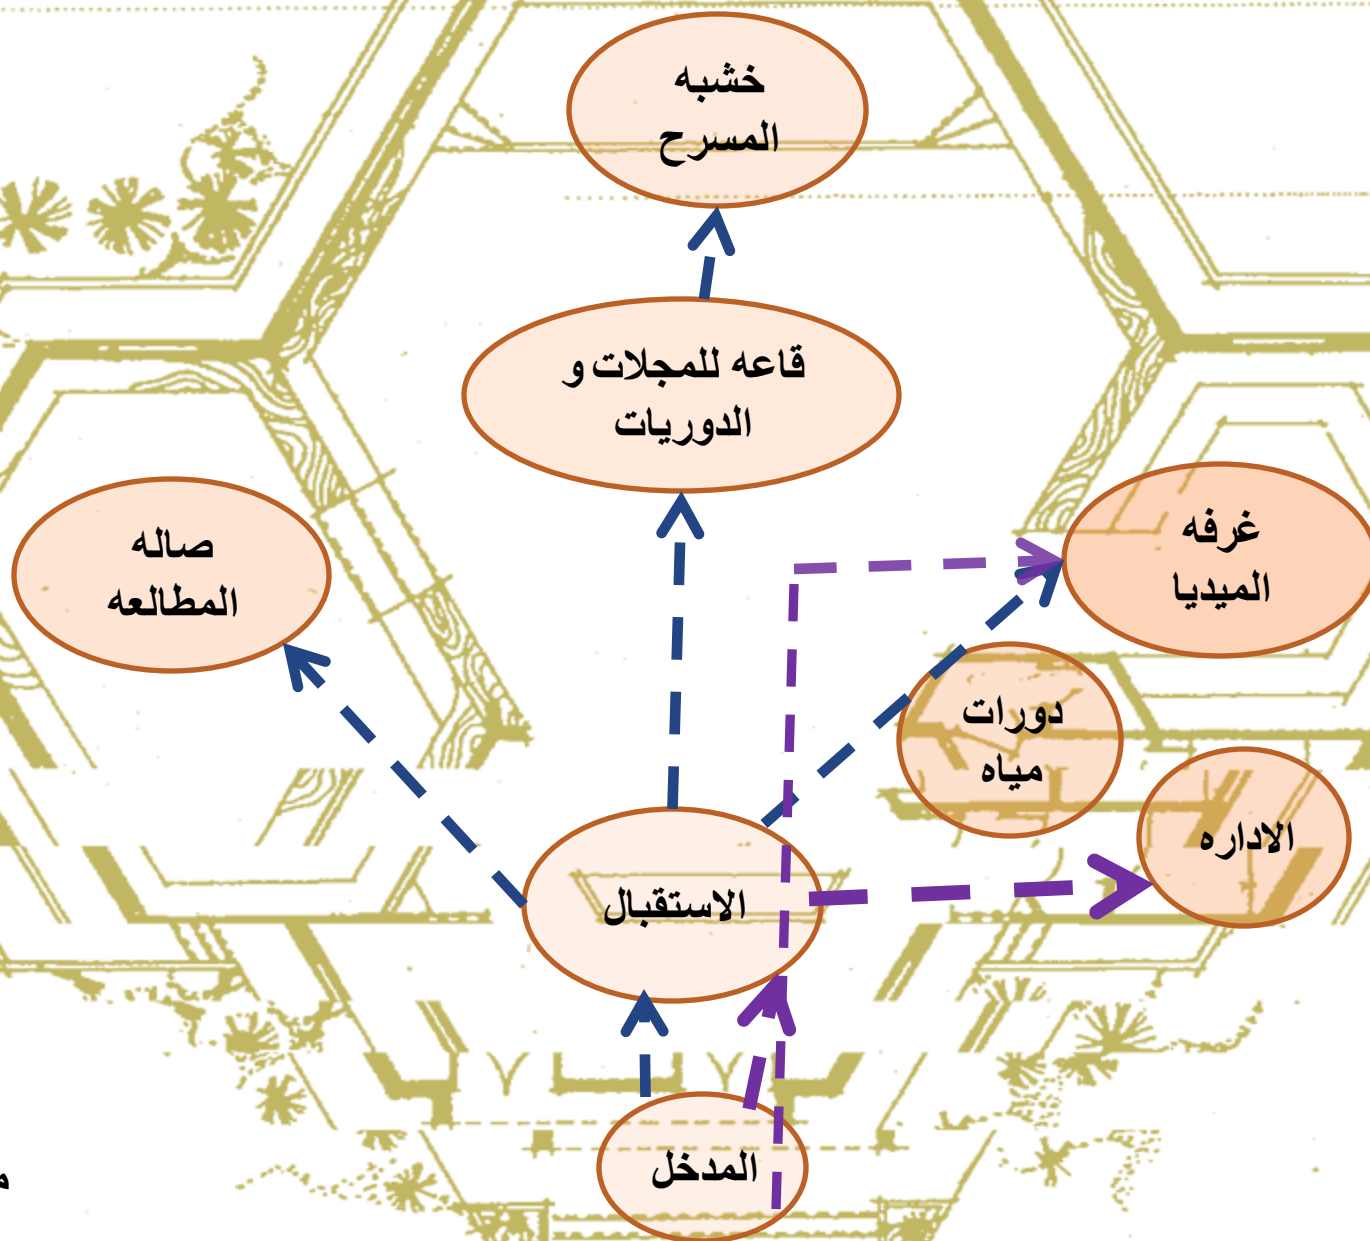 خشبه
المسرح
قاعه للمجلات و
الدوريات
صاله
المطالعه
غرفه
الميديا
دورات
مياه
الاداره
الاستقبال
المدخل